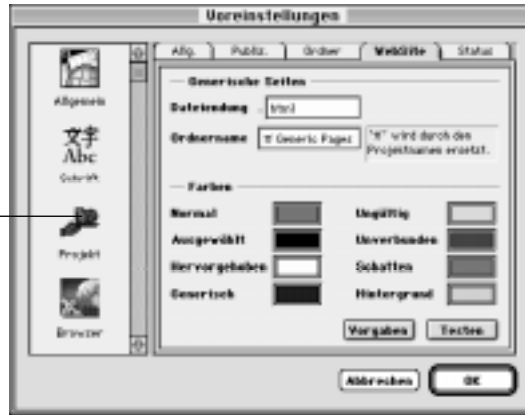 Voreinstellungen
Allgemein
文字
Abc
Schrift
Projekt
Browser
Allg.
Publiz.
Ordner
WebSite
Status
Generische Seiten
Dateiendung . html
Ordnername π Generic Pages
"π" wird durch den
Projektnamen ersetzt.
Farben
Normal Ungültig
Ausgewählt Unverbunden
Hervorgehoben Schatten
Generisch Hintergrund
Vorgaben Testen
Abbrechen OK